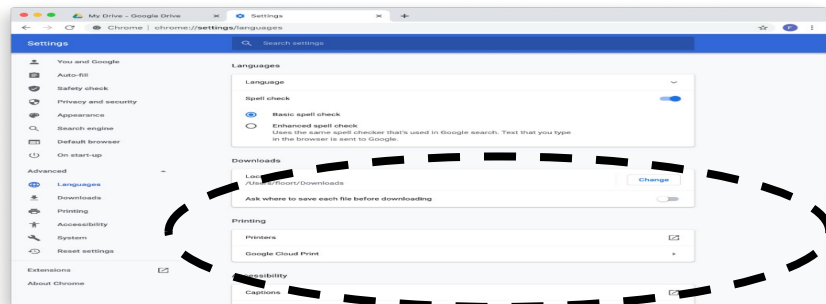 My Drive - Google Drive
Settings
Chrome | chrome://settings/languages
Settings
Search settings
You and Google
Auto-fill
Safety check
Privacy and security
Appearance
Search engine
Default browser
On start-up
Advanced
Languages
Downloads
Printing
Accessibility
System
Reset settings
Extensions
About Chrome
Languages
Language
Spell check
Basic spell check
Enhanced spell check
Uses the same spell checker that's used in Google search. Text that you type
in the browser is sent to Google.
Downloads
/Users/fioort/Downloads
Change
Ask where to save each file before downloading
Printing
Printers
Google Cloud Print
Captions